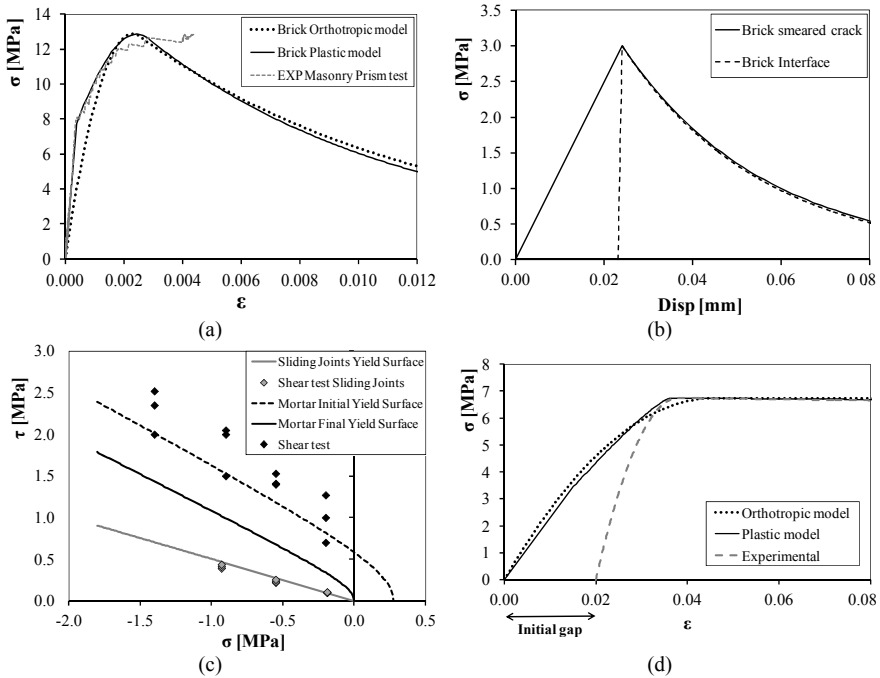 14
12
10
8
6
4
2
0
σ [MPa]
Brick Orthotropic model
Brick Plastic model
EXP Masonry Prism test
0.000 0.002 0.004 0.006 0.008 0.010 0.012
ε
(a)
3.5
3.0
2.5
2.0
1.5
1.0
0.5
0.0
σ [MPa]
Brick smeared crack
Brick Interface
0.00 0.02 0.04 0.06 0.08
Disp [mm]
(b)
3.0
2.5
2.0
1.5
1.0
0.5
0.0
τ [MPa]
Sliding Joints Yield Surface
Shear test Sliding Joints
Mortar Initial Yield Surface
Mortar Final Yield Surface
Shear test
-2.0 -1.5 -1.0 -0.5 0.0 0.5
σ [MPa]
(c)
8
7
6
5
4
3
2
1
0
σ [MPa]
Orthotropic model
Plastic model
Experimental
0.00 0.02 0.04 0.06 0.08
Initial gap
ε
(d)